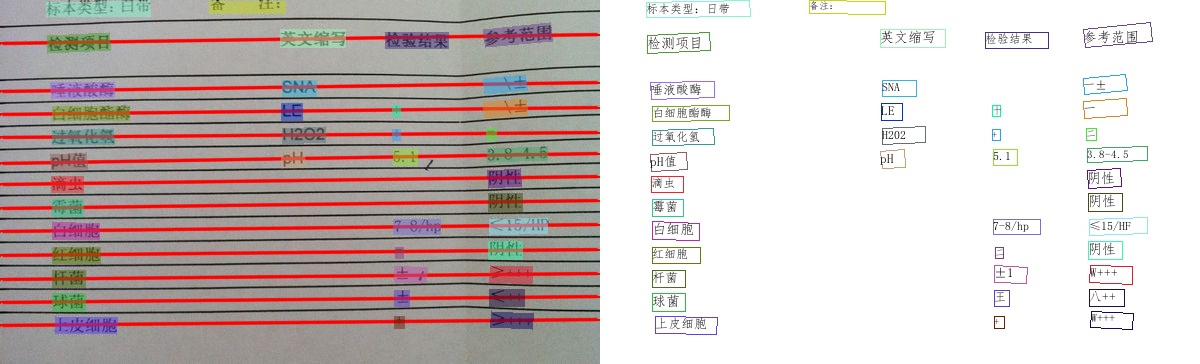 标本类型：白带 备 注：
检测项目 英文缩写 检验结果 参考范围
唾液酸酶 SNA
白细胞酯酶 LE +
过氧化氢 H2O2 +
pH值 pH 5.1 3.8-4.5
滴虫 阴性
霉菌 阴性
白细胞 7-8/hp ≤15/HP
红细胞 - 阴性
杆菌 ±
球菌 ±
上皮细胞 +
标本类型: 日带 备注:
检测项目 英文缩写 检验结果 参考范围
唾液酸酶 SNA 一±
白细胞酯酶 LE 十 一
过氧化氢 H202 + 二
pH值 pH 5.1 3.8-4.5
滴虫 阴性
霉菌 阴性
白细胞 7-8/hp ≤15/HF
红细胞 三 阴性
杆菌 ±1 W+++
球菌 王 八++
上皮细胞 + W+++